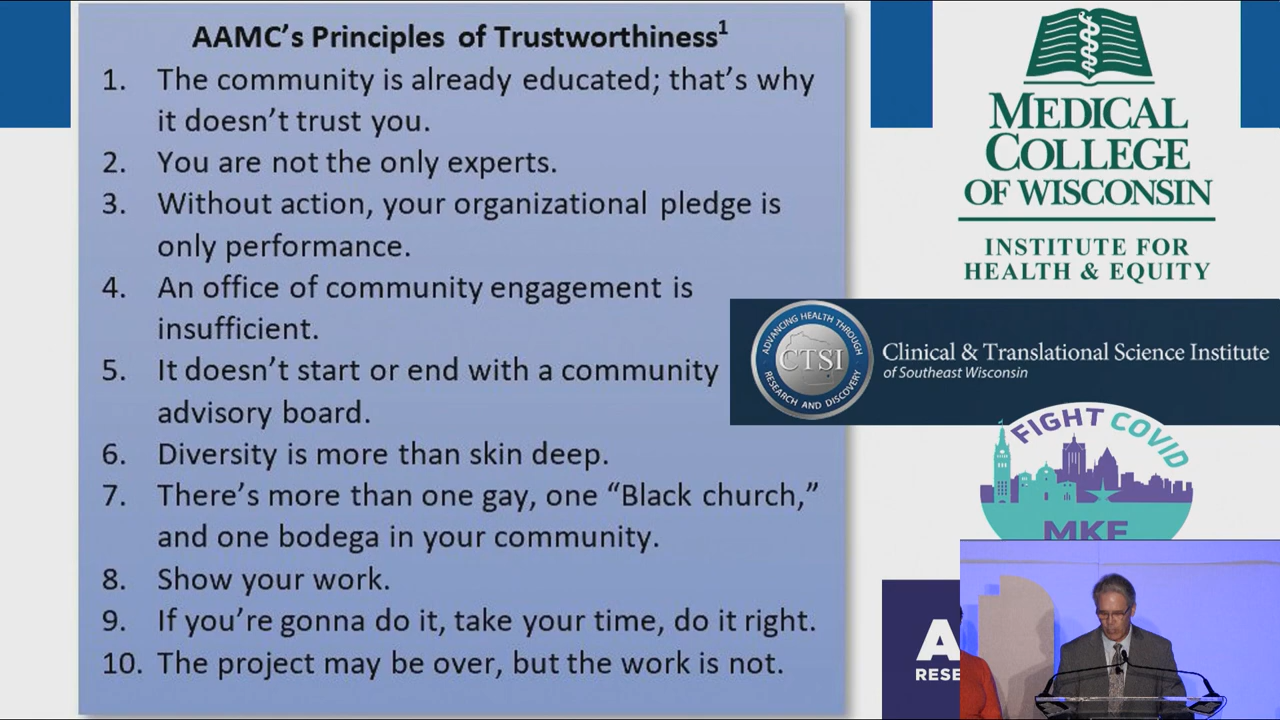 AAMC’s Principles of Trustworthiness¹
1. The community is already educated; that’s why
it doesn’t trust you.
2. You are not the only experts.
3. Without action, your organizational pledge is
only performance.
4. An office of community engagement is
insufficient.
5. It doesn’t start or end with a community
advisory board.
6. Diversity is more than skin deep.
7. There’s more than one gay, one “Black church,”
and one bodega in your community.
8. Show your work.
9. If you’re gonna do it, take your time, do it right.
10. The project may be over, but the work is not.
MEDICAL
COLLEGE
OF WISCONSIN
INSTITUTE FOR
HEALTH & EQUITY
ADVANCING HEALTH THROUGH
CTSI
RESEARCH AND DISCOVERY
Clinical & Translational Science Institute
of Southeast Wisconsin
FIGHT COVID
MKE
A
RESE